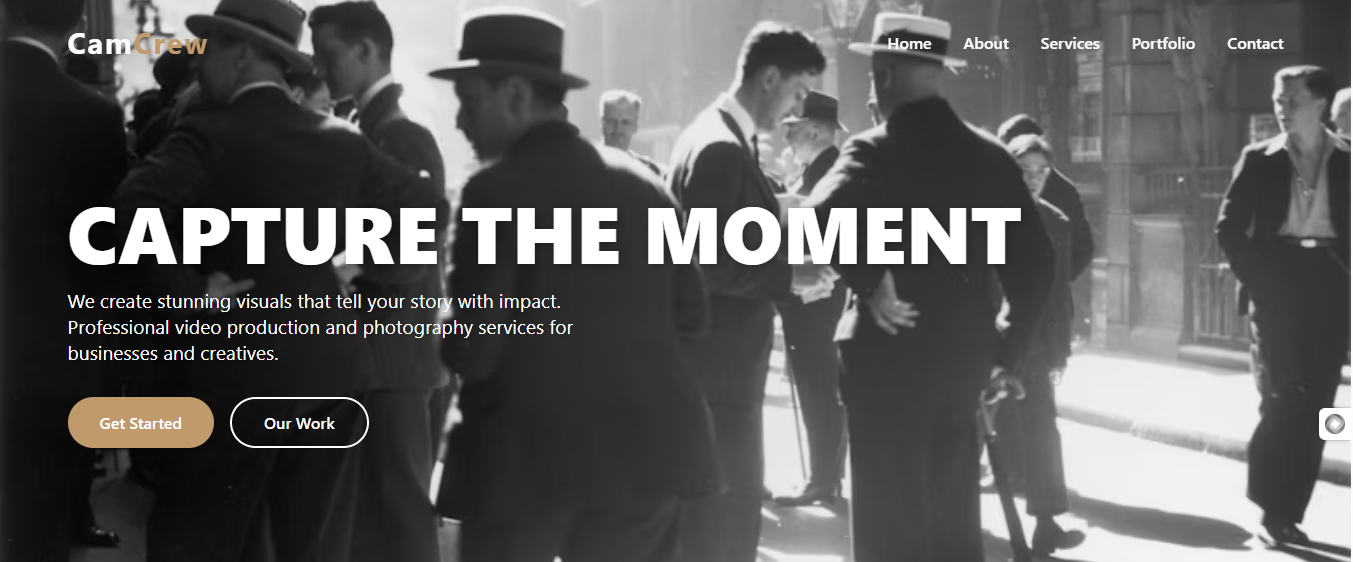 CamCrew
Home About Services Portfolio Contact
CAPTURE THE MOMENT
We create stunning visuals that tell your story with impact.
Professional video production and photography services for
businesses and creatives.
Get Started Our Work